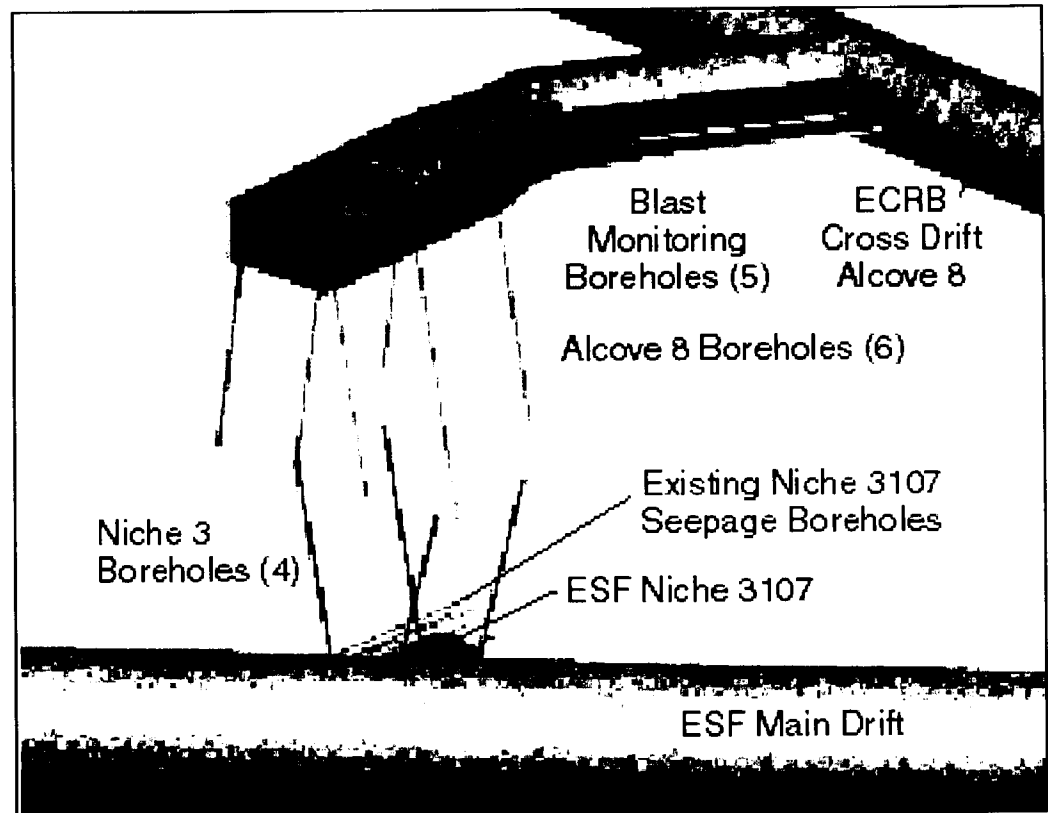 Blast
Monitoring
Boreholes (5)
ECRB
Cross Drift
Alcove 8
Alcove 8 Boreholes (6)
Existing Niche 3107
Seepage Boreholes
Niche 3
Boreholes (4)
ESF Niche 3107
ESF Main Drift